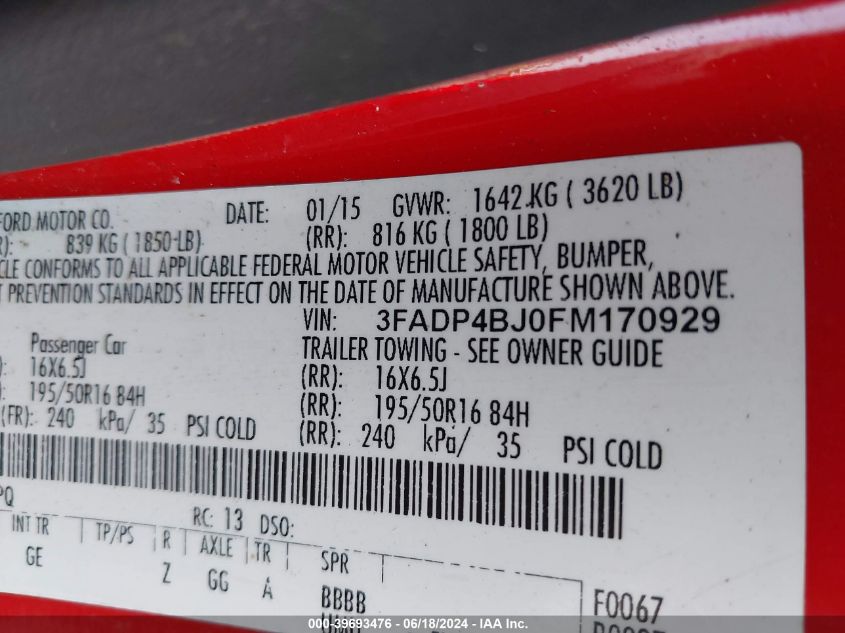 FORD MOTOR CO. DATE: 01/15 GVWR: 1642 KG ( 3620 LB)
839 KG ( 1850 LB) (RR): 816 KG ( 1800 LB)
CONFORMS TO ALL APPLICABLE FEDERAL MOTOR VEHICLE SAFETY, BUMPER,
PREVENTION STANDARDS IN EFFECT ON THE DATE OF MANUFACTURE SHOWN ABOVE.
VIN: 3FADP4BJ0FM170929
Passenger Car TRAILER TOWING - SEE OWNER GUIDE
16X6.5J (RR): 16X6.5J
195/50R16 84H (RR): 195/50R16 84H
(FR): 240 kPa/ 35 PSI COLD (RR): 240 kPa/ 35 PSI COLD
RC: 13 DSO:
INT TR TP/PS R AXLE TR SPR
GE Z GG A BBBB
F0067
000-39693476 - 06/18/2024 - IAAI.COM